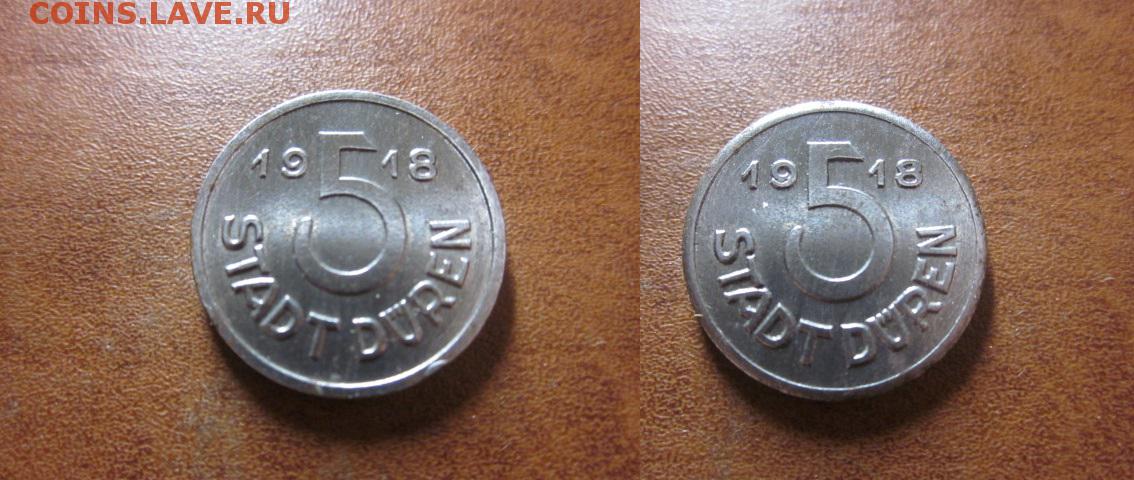 COINS.LAVE.RU
19 5 18
STADT DÜREN
19 5 18
STADT DÜREN